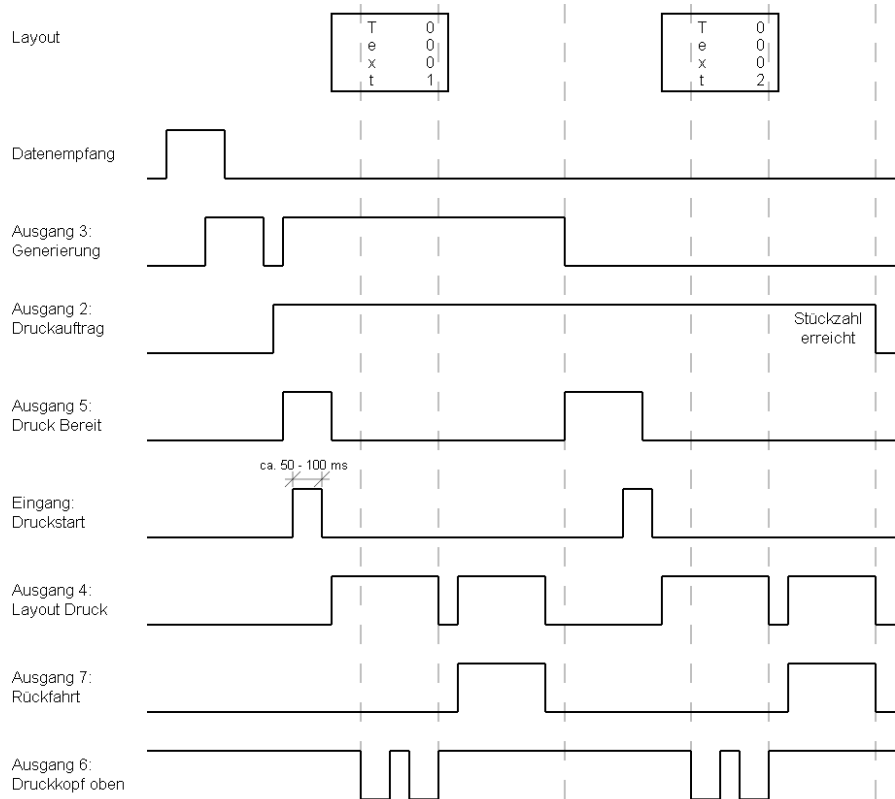 Layout
T 0
e 0
x 0
t 1
T 0
e 0
x 0
t 2
Datenempfang
Ausgang 3:
Generierung
Ausgang 2:
Druckauftrag
Stückzahl
erreicht
Ausgang 5:
Druck Bereit
ca. 50 - 100 ms
Eingang:
Druckstart
Ausgang 4:
Layout Druck
Ausgang 7:
Rückfahrt
Ausgang 6:
Druckkopf oben